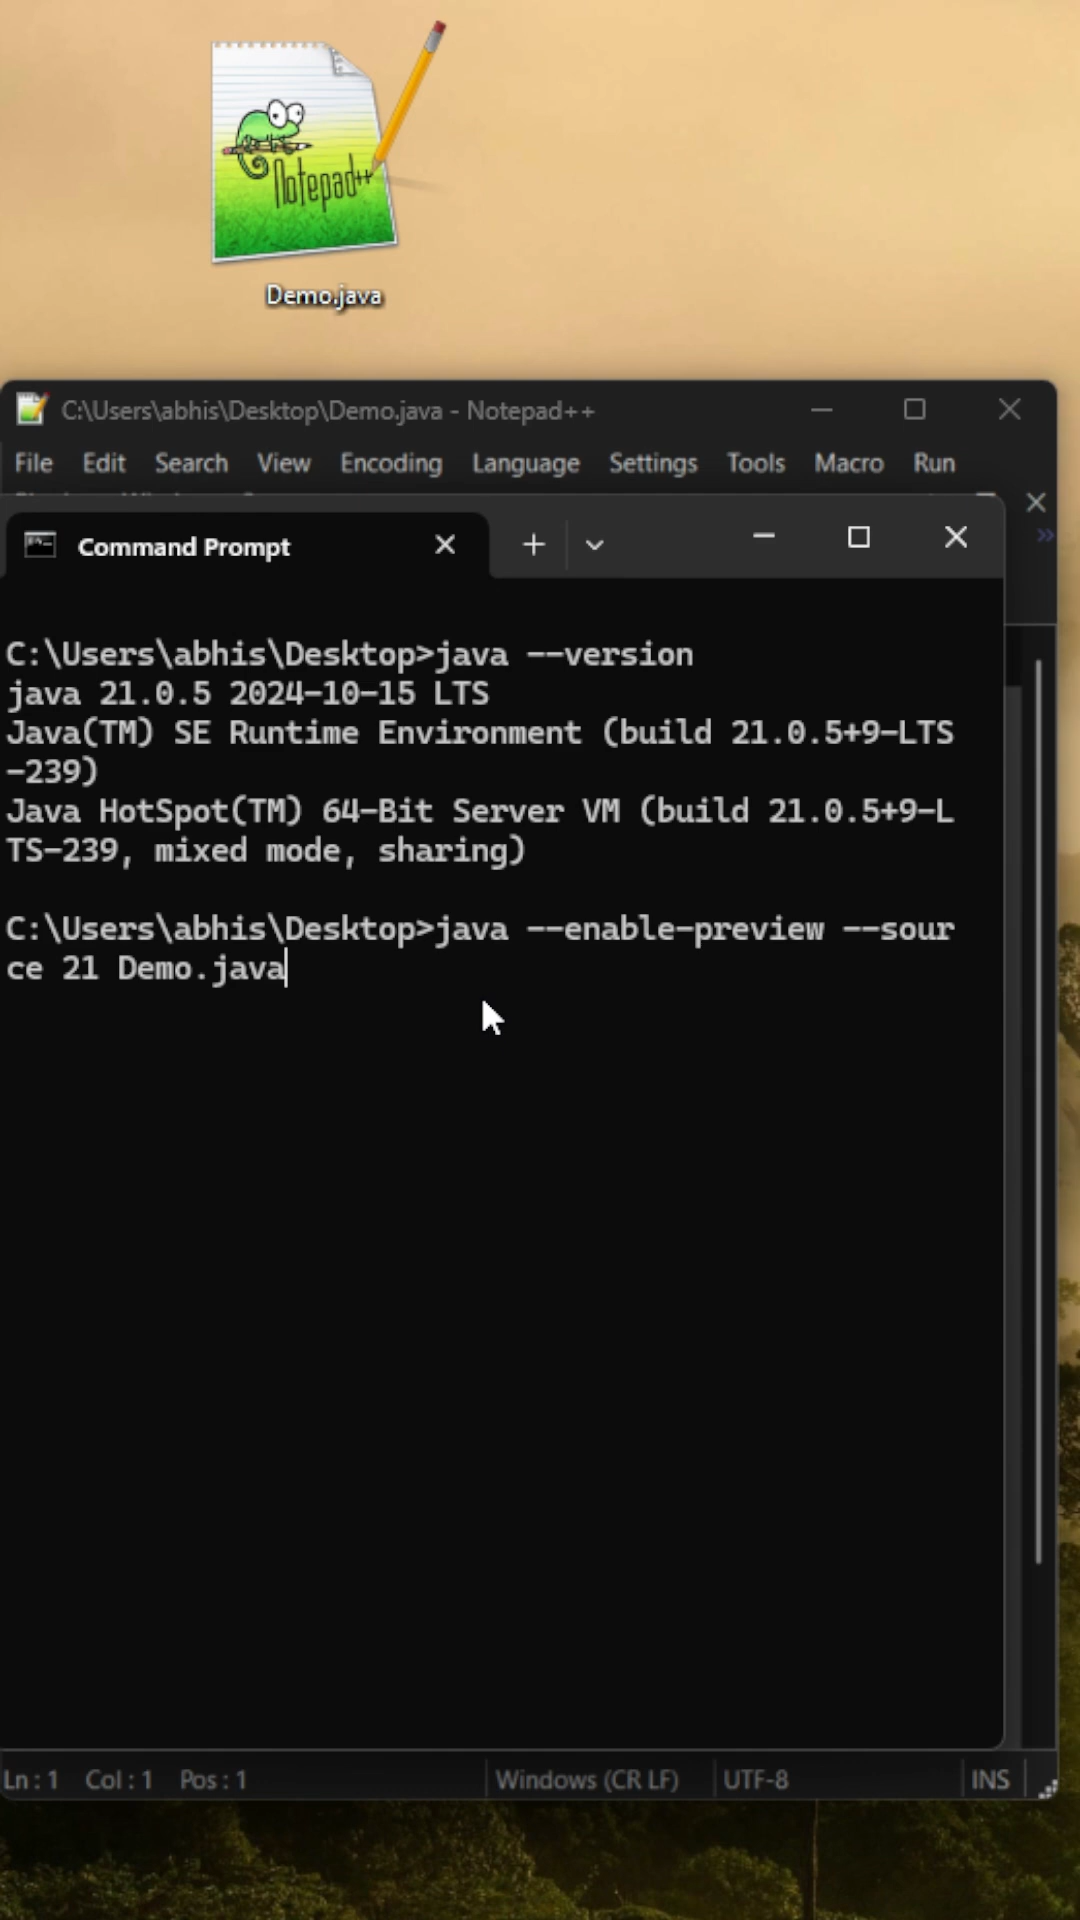 Notepad++
Demo.java
C:\Users\abhis\Desktop\Demo.java - Notepad++
File Edit Search View Encoding Language Settings Tools Macro Run
Command Prompt
C:\Users\abhis\Desktop>java --version
java 21.0.5 2024-10-15 LTS
Java(TM) SE Runtime Environment (build 21.0.5+9-LTS
-239)
Java HotSpot(TM) 64-Bit Server VM (build 21.0.5+9-L
TS-239, mixed mode, sharing)
C:\Users\abhis\Desktop>java --enable-preview --sour
ce 21 Demo.java
Ln : 1 Col : 1 Pos : 1 Windows (CR LF) UTF-8 INS